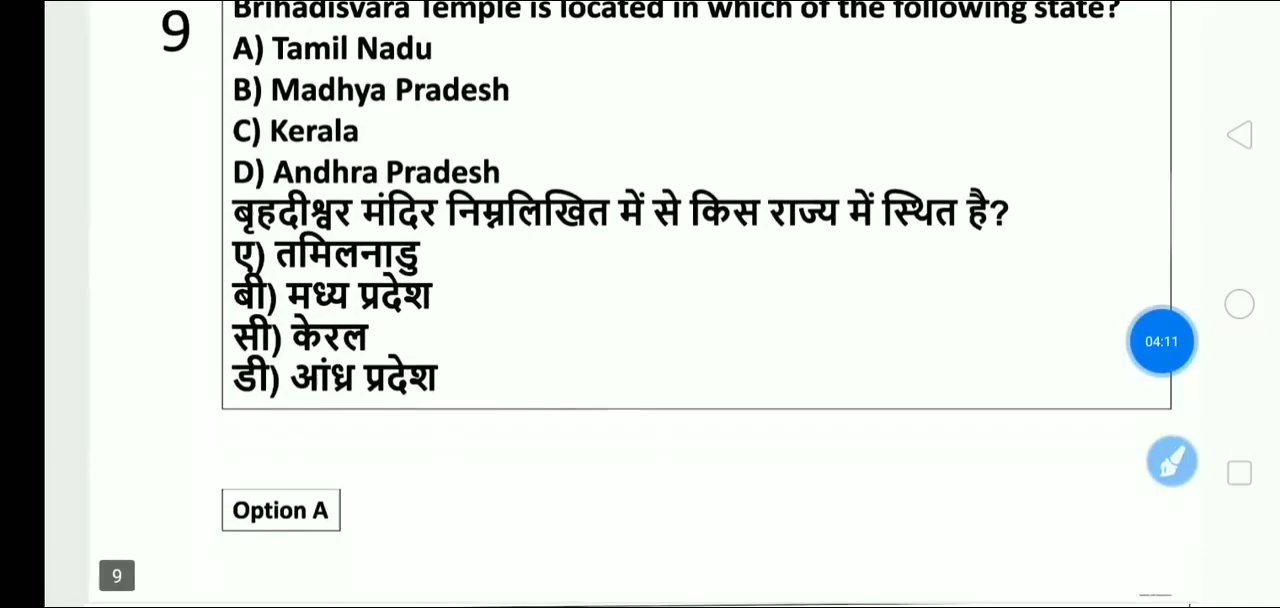 9
Brihadisvara Temple is located in which of the following state?
A) Tamil Nadu
B) Madhya Pradesh
C) Kerala
D) Andhra Pradesh
बृहदीश्वर मंदिर निम्नलिखित में से किस राज्य में स्थित है?
ए) तमिलनाडु
बी) मध्य प्रदेश
सी) केरल
डी) आंध्र प्रदेश
04:11
Option A
9